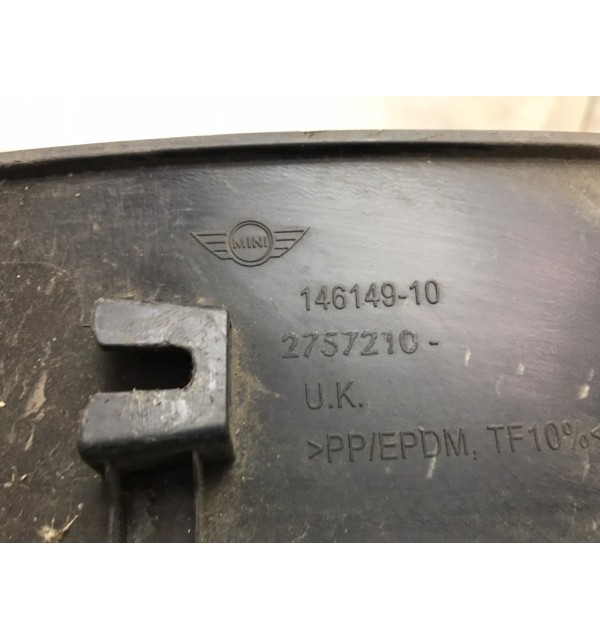 MINI
146149-10
2757210-
U.K.
>PP/EPDM, TF10%<